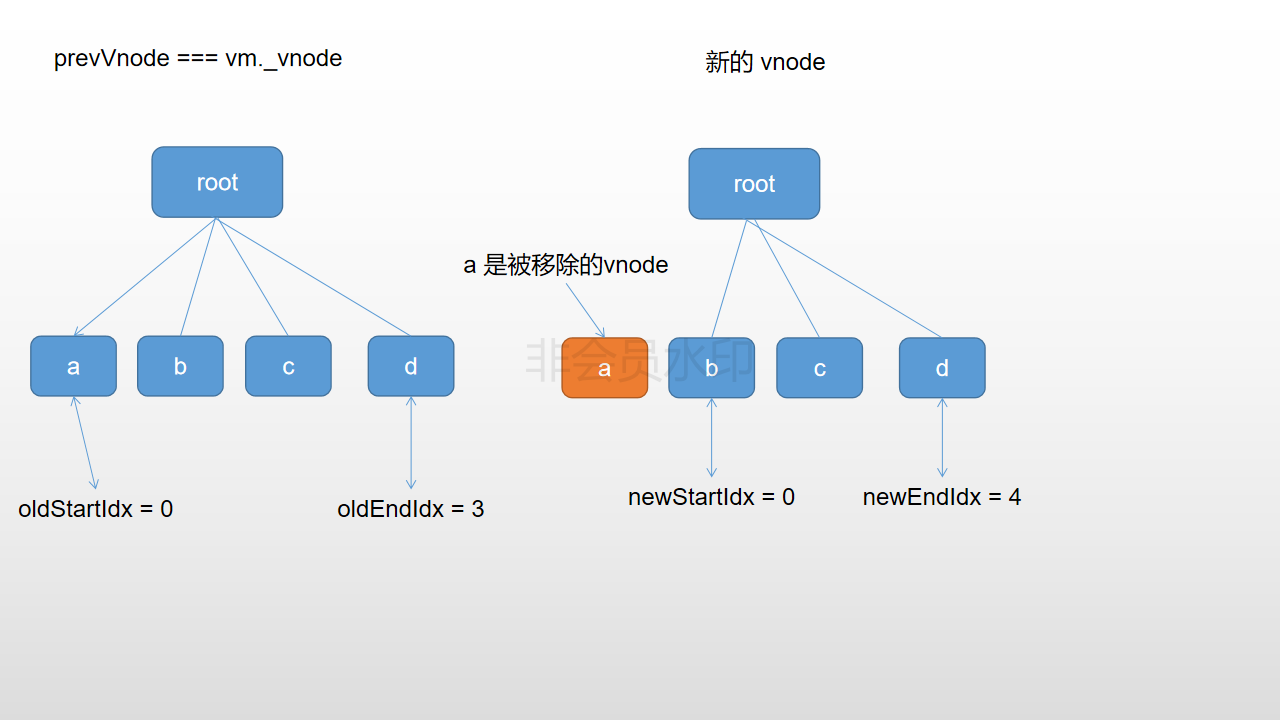 prevVnode === vm._vnode
新的 vnode
root
root
a 是被移除的vnode
a
b
c
d
a
b
c
d
非会员水印
oldStartIdx = 0
oldEndIdx = 3
newStartIdx = 0
newEndIdx = 4